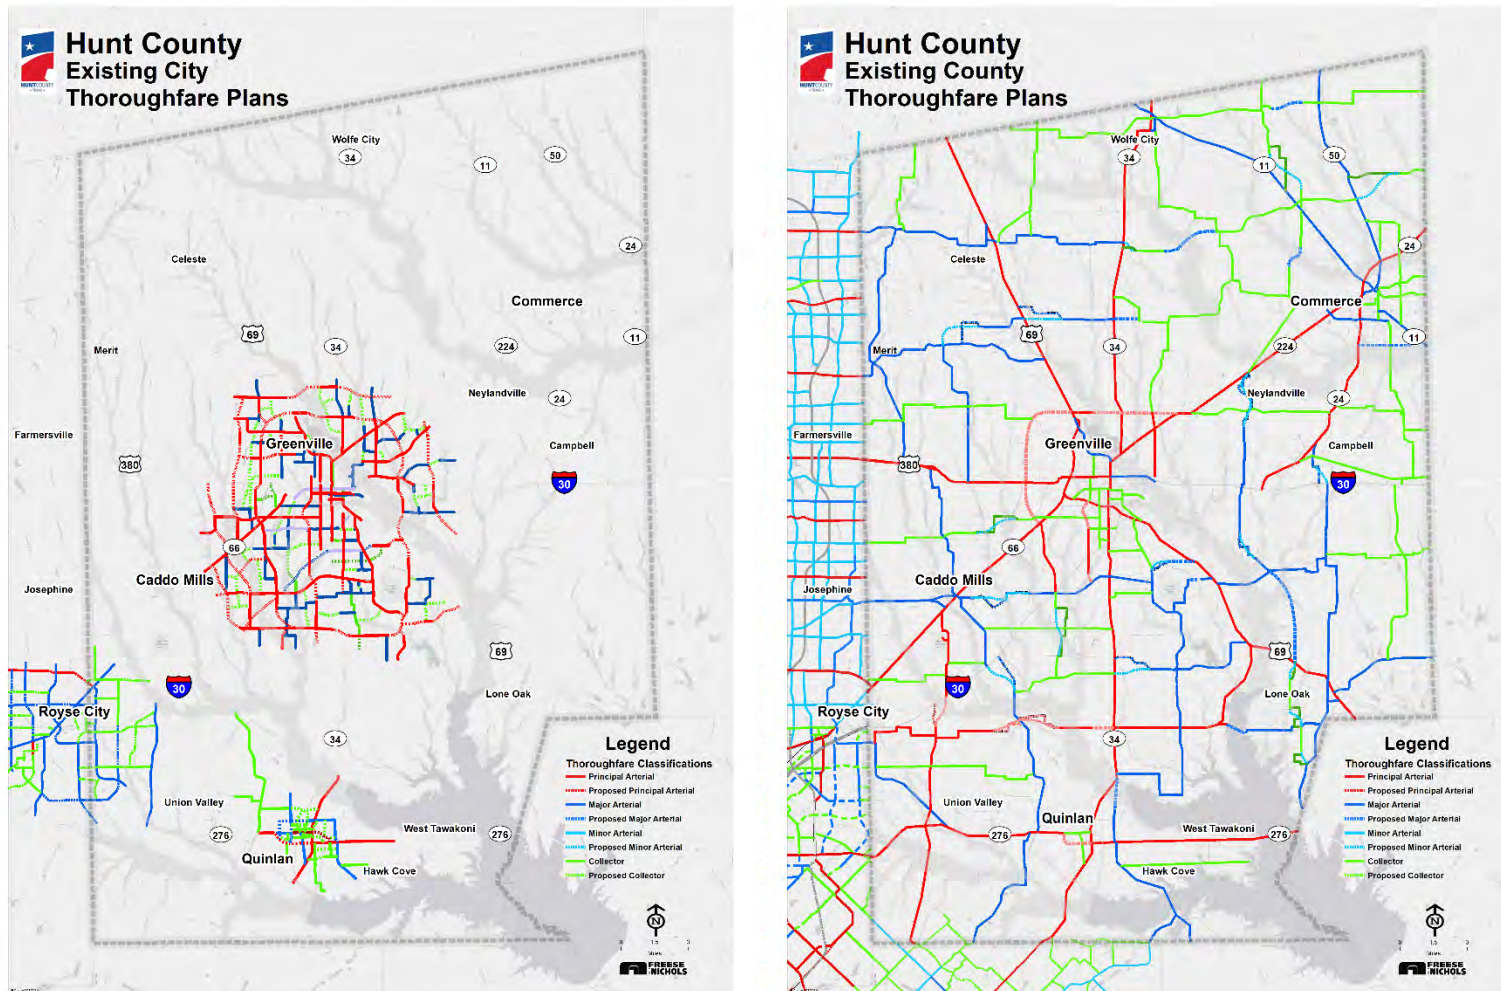 Hunt County
Existing City
Thoroughfare Plans
HUNT COUNTY
Wolfe City
34
11
50
24
Celeste
Commerce
69
34
224
11
Merit
Neylandville
24
Farmersville
Greenville
Campbell
380
30
66
Caddo Mills
Josephine
69
30
Lone Oak
Royse City
34
Legend
Thoroughfare Classifications
Principal Arterial
Proposed Principal Arterial
Major Arterial
Proposed Major Arterial
Minor Arterial
Proposed Minor Arterial
Collector
Proposed Collector
Union Valley
276
West Tawakoni
276
Quinlan
Hawk Cove
N
FREESE
NICHOLS
Hunt County
Existing County
Thoroughfare Plans
HUNT COUNTY
Wolfe City
34
11
50
24
Celeste
Commerce
69
34
224
11
Merit
Neylandville
24
Farmersville
Greenville
Campbell
380
30
66
Caddo Mills
Josephine
69
30
Lone Oak
Royse City
34
Legend
Thoroughfare Classifications
Principal Arterial
Proposed Principal Arterial
Major Arterial
Proposed Major Arterial
Minor Arterial
Proposed Minor Arterial
Collector
Proposed Collector
Union Valley
276
Quinlan
West Tawakoni
276
Hawk Cove
N
FREESE
NICHOLS